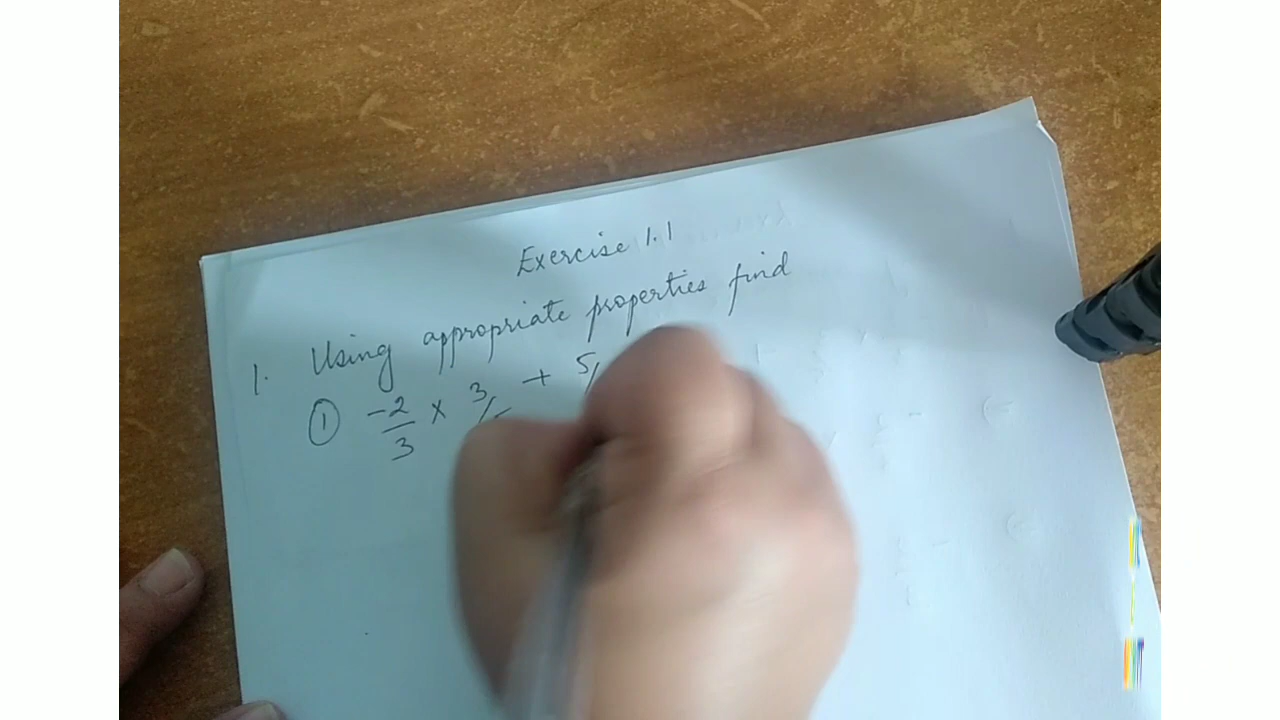 Exercise 1.1
1. Using appropriate properties find
① -2/3 × 3/ + 5/